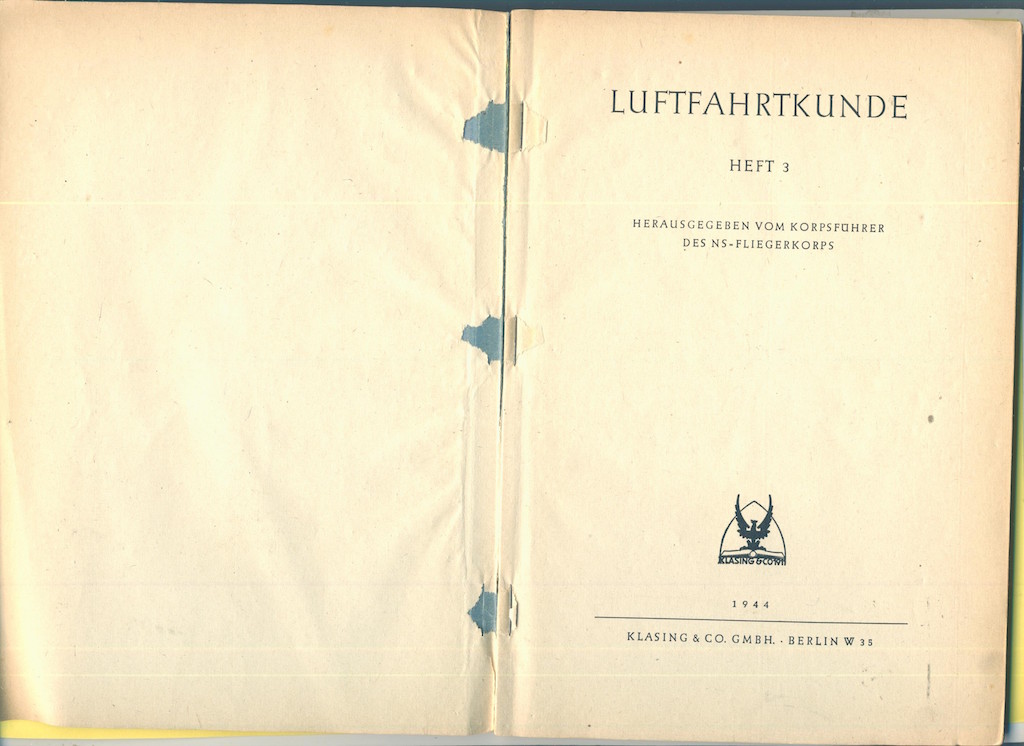 LUFTFAHRTKUNDE
HEFT 3
HERAUSGEGEBEN VOM KORPSFÜHRER
DES NS-FLIEGERKORPS
KLASING & CO
1944
KLASING & CO. GMBH. · BERLIN W 35